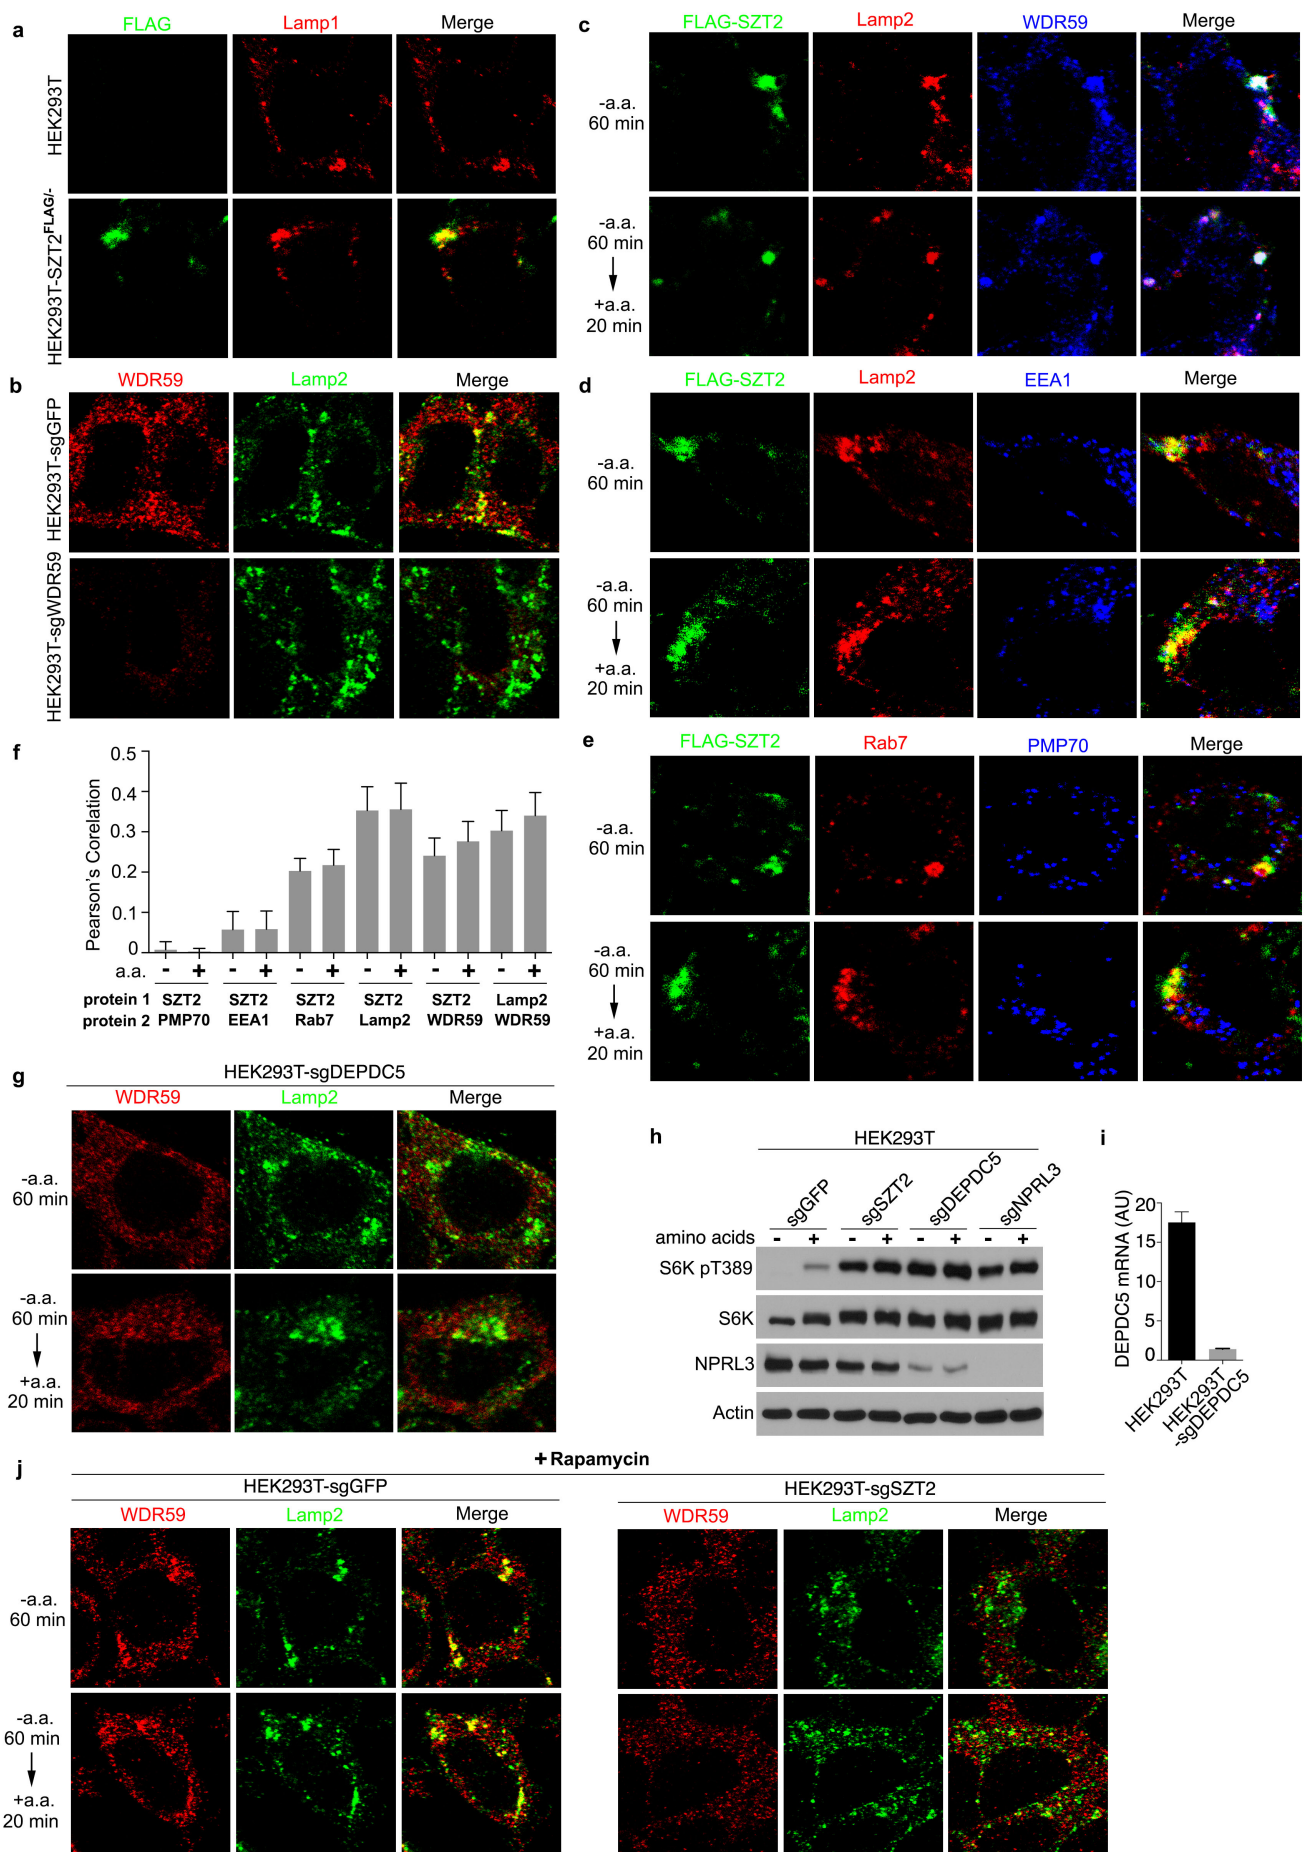 a
FLAG Lamp1 Merge
HEK293T
HEK293T-SZT2FLAG/-
b
WDR59 Lamp2 Merge
HEK293T-sgGFP
HEK293T-sgWDR59
c
FLAG-SZT2 Lamp2 WDR59 Merge
-a.a.
60 min
-a.a.
60 min
+a.a.
20 min
d
FLAG-SZT2 Lamp2 EEA1 Merge
-a.a.
60 min
-a.a.
60 min
+a.a.
20 min
e
FLAG-SZT2 Rab7 PMP70 Merge
-a.a.
60 min
-a.a.
60 min
+a.a.
20 min
f
Pearson's Corelation
0.5
0.4
0.3
0.2
0.1
0
a.a. - + - + - + - + - + - +
protein 1 SZT2 SZT2 SZT2 SZT2 SZT2 Lamp2
protein 2 PMP70 EEA1 Rab7 Lamp2 WDR59 WDR59
g
HEK293T-sgDEPDC5
WDR59 Lamp2 Merge
-a.a.
60 min
-a.a.
60 min
+a.a.
20 min
h
HEK293T
sgGFP sgSZT2 sgDEPDC5 sgNPRL3
amino acids - + - + - + - +
S6K pT389
S6K
NPRL3
Actin
i
DEPDC5 mRNA (AU)
20
15
10
5
0
HEK293T
HEK293T
-sgDEPDC5
j
+ Rapamycin
HEK293T-sgGFP HEK293T-sgSZT2
WDR59 Lamp2 Merge WDR59 Lamp2 Merge
-a.a.
60 min
-a.a.
60 min
+a.a.
20 min